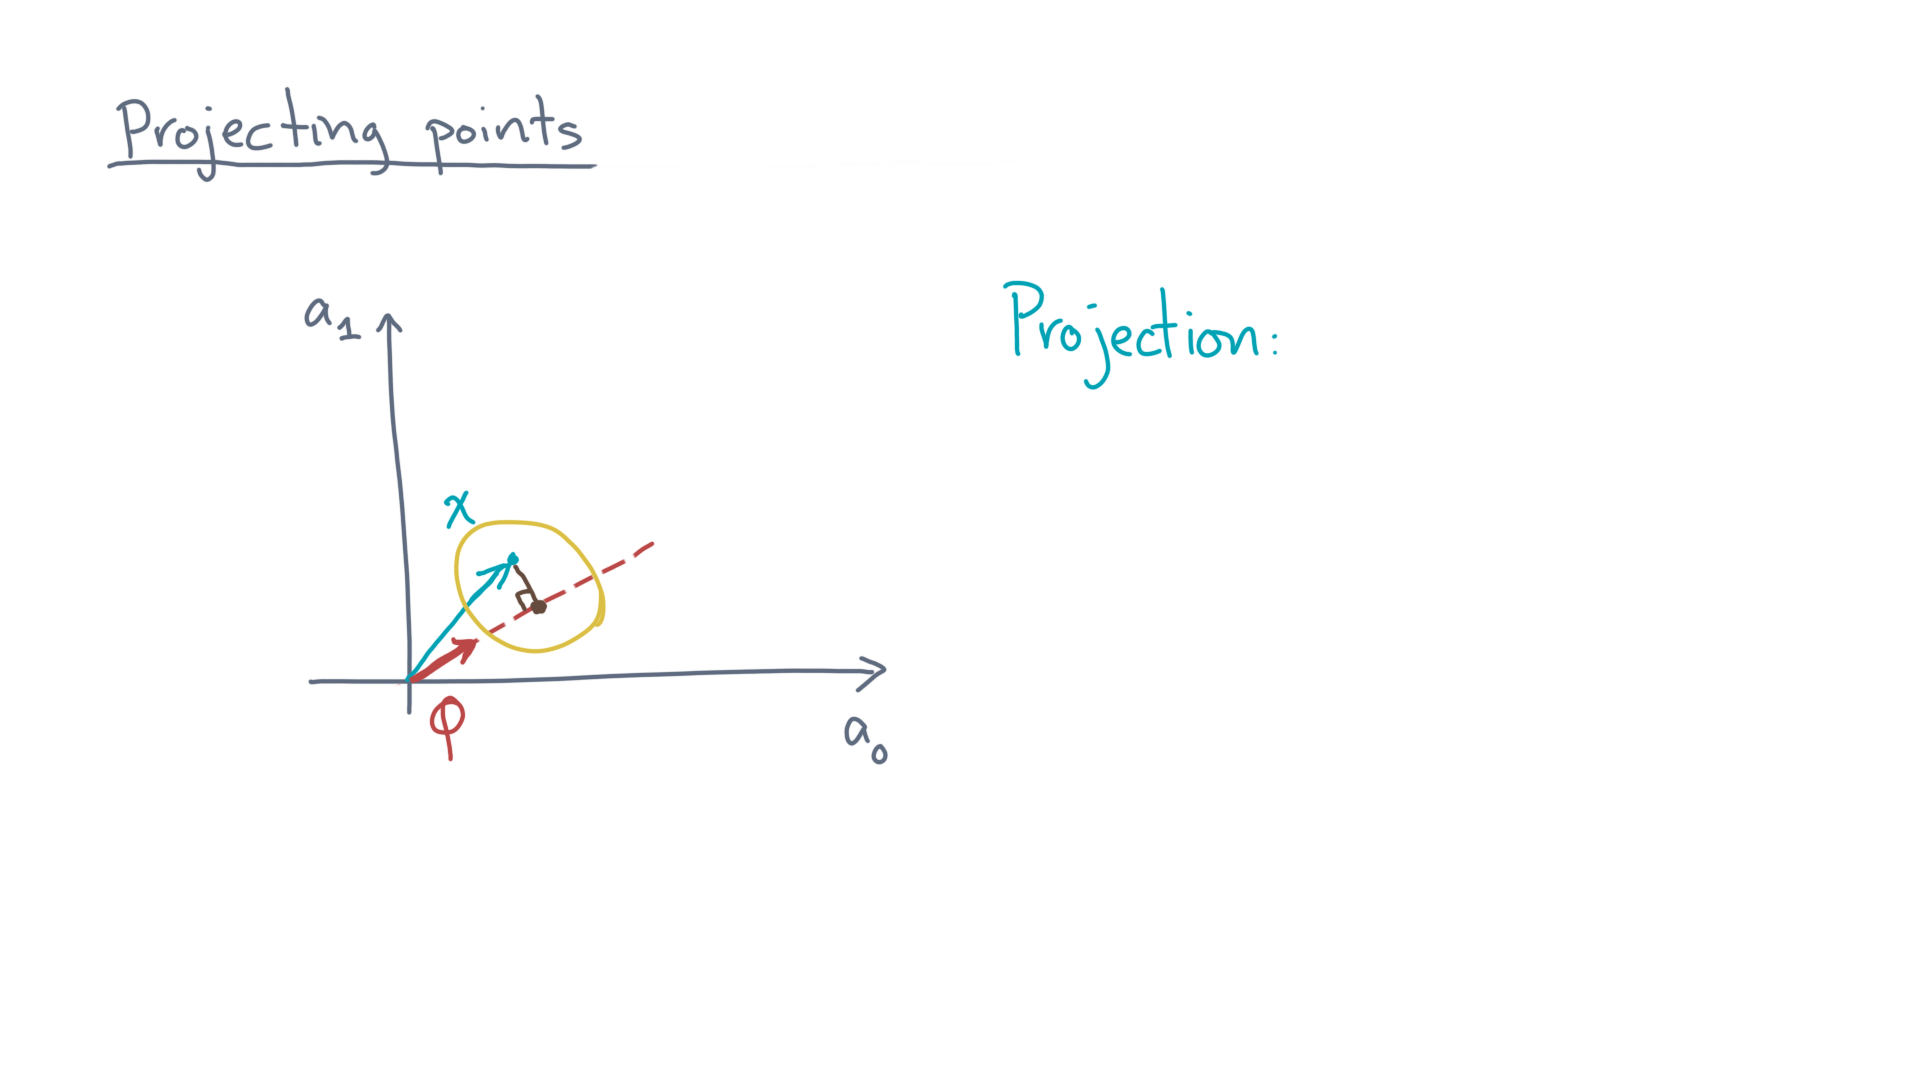 Projecting points
a₁
Projection:
x
φ
a₀